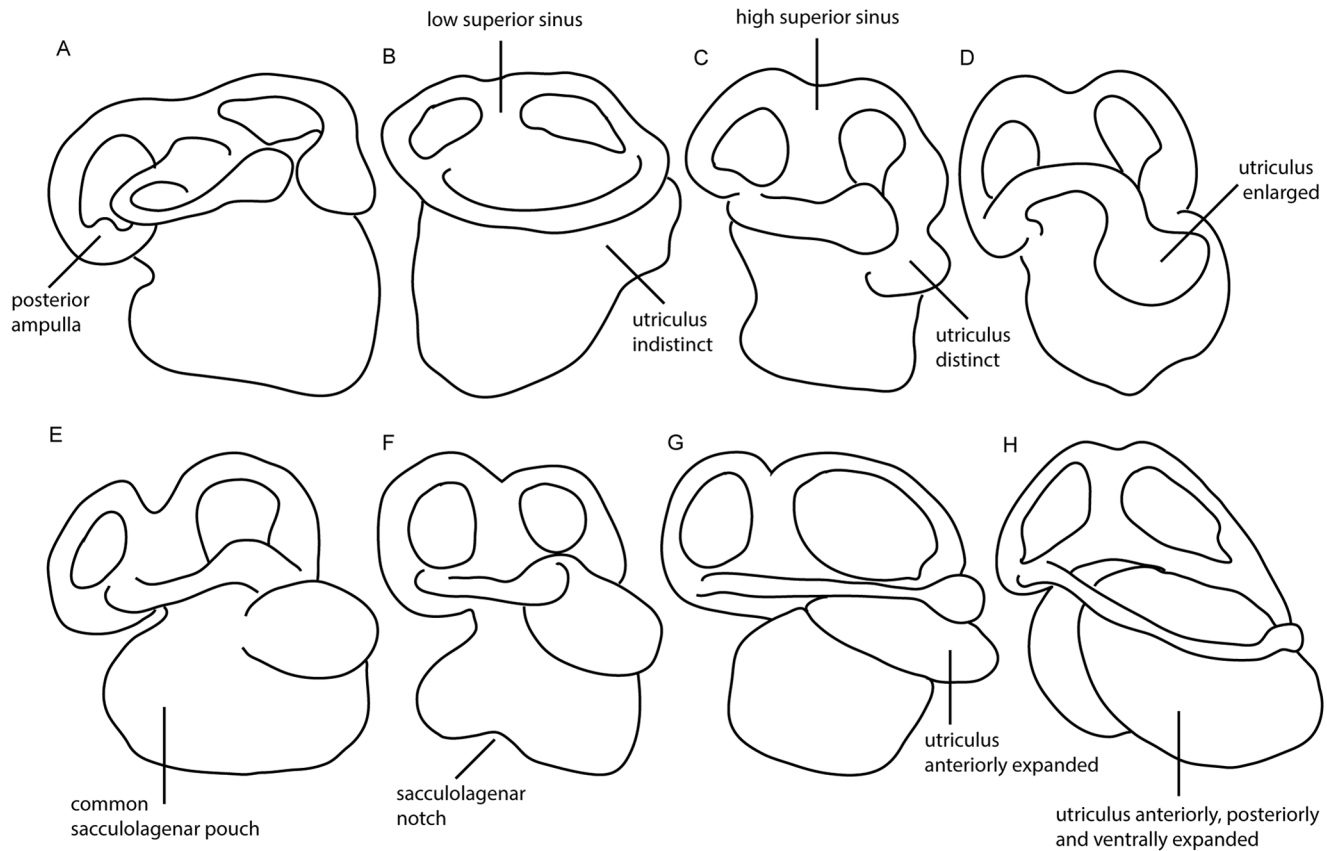 low superior sinus
high superior sinus
A
B
C
D
utriculus
enlarged
posterior
ampulla
utriculus
indistinct
utriculus
distinct
E
F
G
H
utriculus
anteriorly expanded
sacculolagenar
notch
common
sacculolagenar pouch
utriculus anteriorly, posteriorly
and ventrally expanded